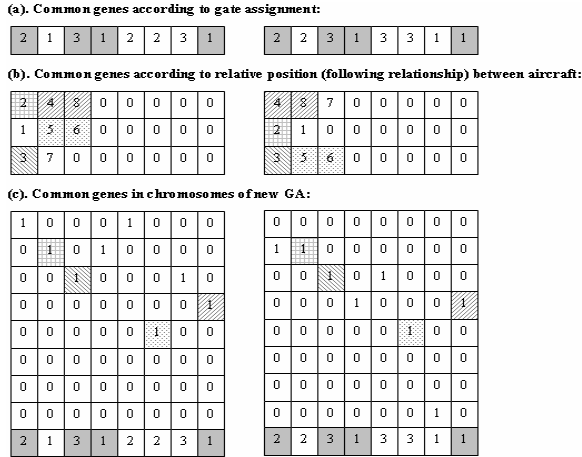 (a). Common genes according to gate assignment:
2 1 3 1 2 2 3 1 2 2 3 1 3 3 1 1
(b). Common genes according to relative position (following relationship) between aircraft:
2 4 8 0 0 0 0 0 4 8 7 0 0 0 0 0
1 5 6 0 0 0 0 0 2 1 0 0 0 0 0 0
3 7 0 0 0 0 0 0 3 5 6 0 0 0 0 0
(c). Common genes in chromosomes of new GA:
1 0 0 0 1 0 0 0 0 0 0 0 0 0 0 0
0 1 0 1 0 0 0 0 1 1 0 0 0 0 0 0
0 0 1 0 0 0 1 0 0 0 1 0 1 0 0 0
0 0 0 0 0 0 0 1 0 0 0 1 0 0 0 1
0 0 0 0 0 1 0 0 0 0 0 0 0 1 0 0
0 0 0 0 0 0 0 0 0 0 0 0 0 0 0 0
0 0 0 0 0 0 0 0 0 0 0 0 0 0 0 0
0 0 0 0 0 0 0 0 0 0 0 0 0 0 1 0
2 1 3 1 2 2 3 1 2 2 3 1 3 3 1 1